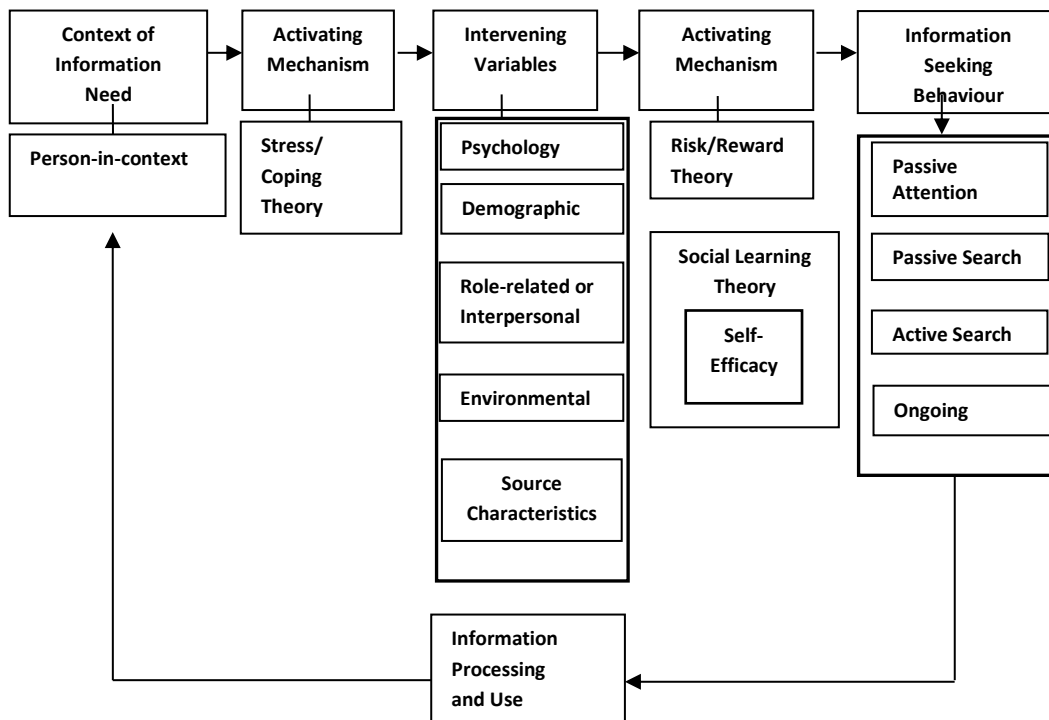 Context of
Information
Need
Activating
Mechanism
Intervening
Variables
Activating
Mechanism
Information
Seeking
Behaviour
Person-in-context
Stress/
Coping
Theory
Psychology
Demographic
Role-related or
Interpersonal
Environmental
Source
Characteristics
Risk/Reward
Theory
Social Learning
Theory
Self-
Efficacy
Passive
Attention
Passive Search
Active Search
Ongoing
Information
Processing
and Use